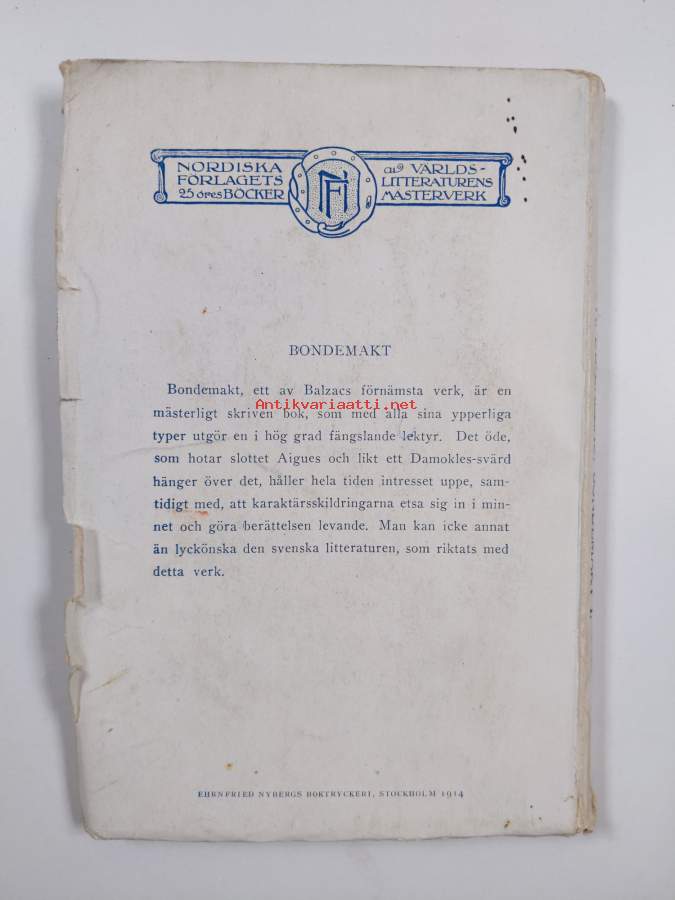 NORDISKA
FÖRLAGETS
25 öres BÖCKER
NF
av VÄRLDS-
LITTERATURENS
MÄSTERVERK
BONDEMAKT
Bondemakt, ett av Balzacs förnämsta verk, är en
Antikvariaatti.net
mästerligt skriven bok, som med alla sina ypperliga
typer utgör en i hög grad fängslande lektyr. Det öde,
som hotar slottet Aigues och likt ett Damokles-svärd
hänger över det, håller hela tiden intresset uppe, sam-
tidigt med, att karaktärsskildringarna etsa sig in i min-
net och göra berättelsen levande. Man kan icke annat
än lyckönska den svenska litteraturen, som riktats med
detta verk.
EHRNFRIED NYBERGS BOKTRYCKERI, STOCKHOLM 1914